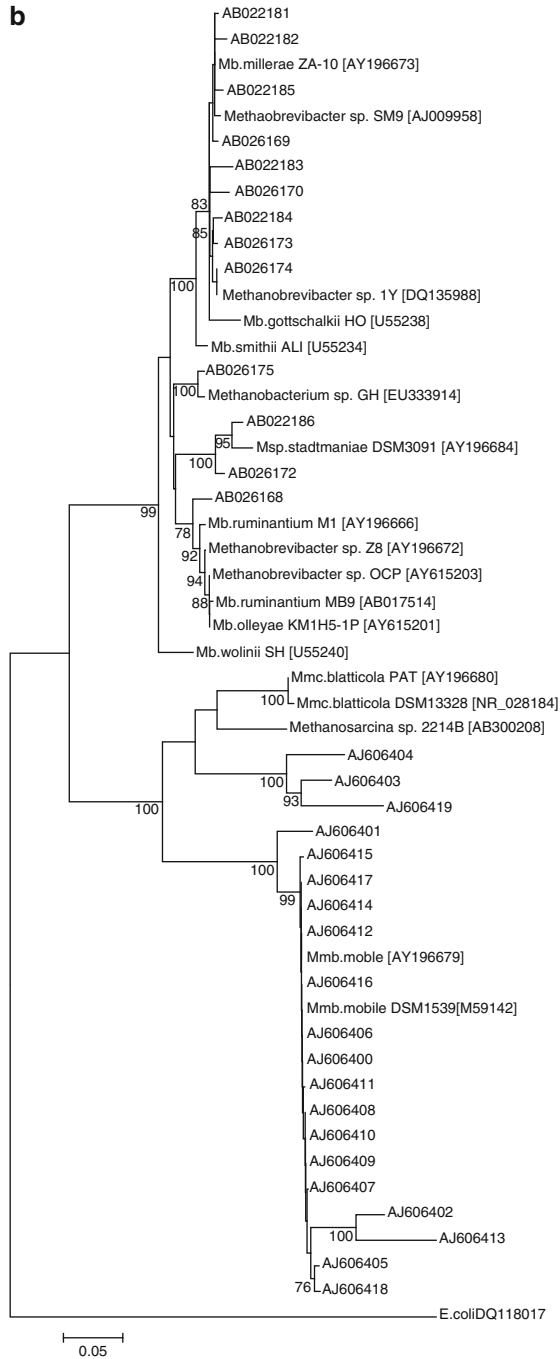 b
AB022181
AB022182
Mb.millerae ZA-10 [AY196673]
AB022185
Methaobrevibacter sp. SM9 [AJ009958]
AB026169
AB022183
AB026170
83
AB022184
85
AB026173
AB026174
100
Methanobrevibacter sp. 1Y [DQ135988]
Mb.gottschalkii HO [U55238]
Mb.smithii ALI [U55234]
AB026175
100
Methanobacterium sp. GH [EU333914]
AB022186
95
Msp.stadtmaniae DSM3091 [AY196684]
100
AB026172
AB026168
99
Mb.ruminantium M1 [AY196666]
78
Methanobrevibacter sp. Z8 [AY196672]
92
Methanobrevibacter sp. OCP [AY615203]
94
Mb.ruminantium MB9 [AB017514]
88
Mb.olleyae KM1H5-1P [AY615201]
Mb.wolinii SH [U55240]
Mmc.blatticola PAT [AY196680]
100
Mmc.blatticola DSM13328 [NR_028184]
Methanosarcina sp. 2214B [AB300208]
AJ606404
100
AJ606403
93
AJ606419
100
AJ606401
AJ606415
100
AJ606417
99
AJ606414
AJ606412
Mmb.moble [AY196679]
AJ606416
Mmb.mobile DSM1539[M59142]
AJ606406
AJ606400
AJ606411
AJ606408
AJ606410
AJ606409
AJ606407
AJ606402
100
AJ606413
AJ606405
76
AJ606418
E.coliDQ118017
0.05